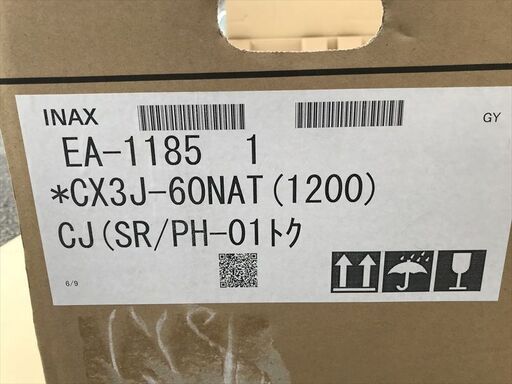 INAX
GY
EA-1185 1
*CX3J-60NAT(1200)
CJ(SR/PH-01トク
6/9